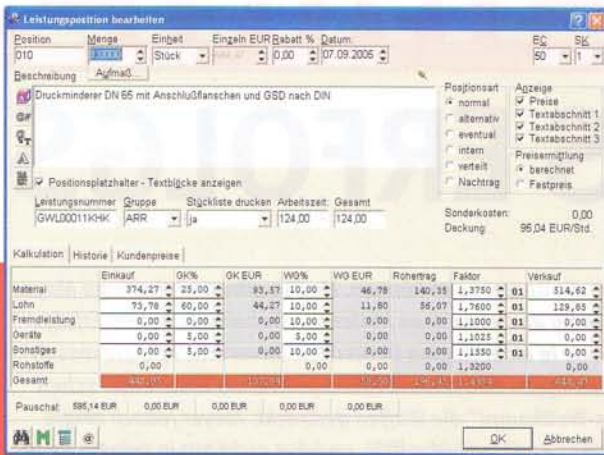 Leistungsposition bearbeiten
Position Menge Einheit Einzeln EUR Rabatt % Datum: EC SK
010 Stück 0,00 07.09.2005 50 1
Beschreibung Aufmaß...
Druckminderer DN 65 mit Anschlußflanschen und GSD nach DIN
Positionsart
normal
alternativ
eventual
intern
verteilt
Nachtrag
Anzeige
Preise
Textabschnitt 1
Textabschnitt 2
Textabschnitt 3
Preisermittlung
berechnet
Festpreis
Positionsplatzhalter - Textblöcke anzeigen
Leistungsnummer Gruppe Stückliste drucken Arbeitszeit: Gesamt
GWL00011KHK ARR ja 124,00 124,00
Sonderkosten: 0,00
Deckung: 95,04 EUR/Std.
Kalkulation Historie Kundenpreise
Einkauf GK% GK EUR WG% WG EUR Rohertrag Faktor Verkauf
Material 374,27 25,00 93,57 10,00 46,78 140,35 1,3750 01 514,62
Lohn 73,78 60,00 44,27 10,00 11,80 56,07 1,7600 01 129,85
Fremdleistung 0,00 0,00 0,00 10,00 0,00 0,00 1,1000 01 0,00
Geräte 0,00 5,00 0,00 5,00 0,00 0,00 1,1025 01 0,00
Sonstiges 0,00 5,00 0,00 10,00 0,00 0,00 1,1550 01 0,00
Rohstoffe 0,00 0,00 0,00 0,00 1,3200 0,00
Gesamt
Pauschal: 595,14 EUR 0,00 EUR 0,00 EUR 0,00 EUR 0,00 EUR
OK Abbrechen